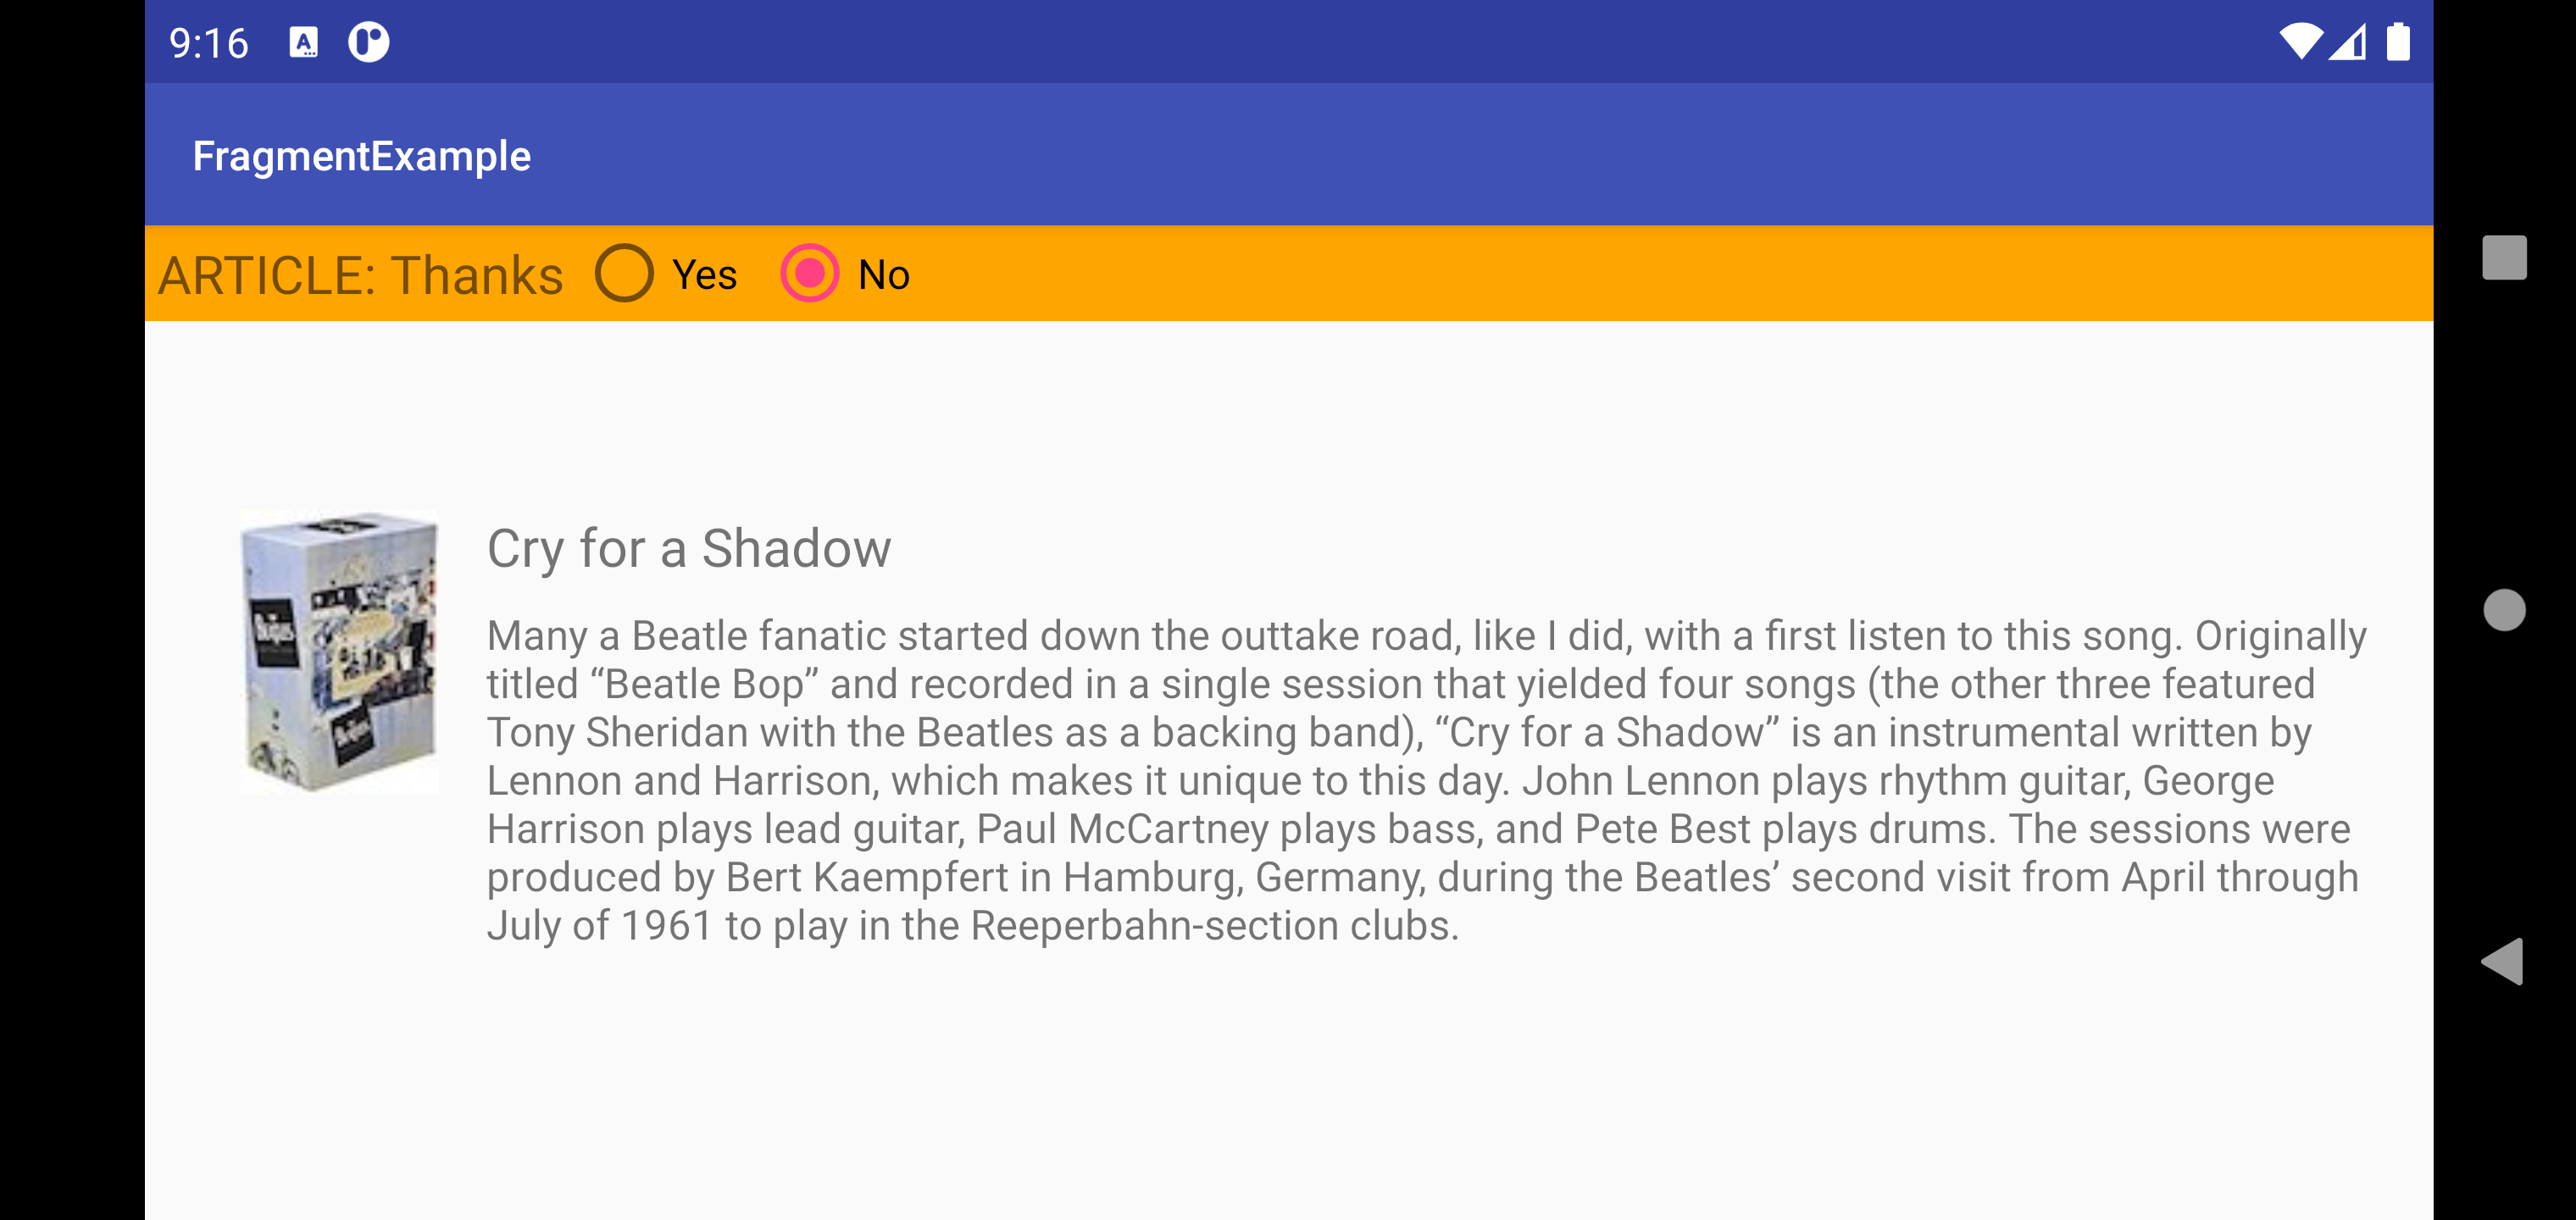 9:16
FragmentExample
ARTICLE: Thanks Yes No
Cry for a Shadow
Many a Beatle fanatic started down the outtake road, like I did, with a first listen to this song. Originally
titled “Beatle Bop” and recorded in a single session that yielded four songs (the other three featured
Tony Sheridan with the Beatles as a backing band), “Cry for a Shadow” is an instrumental written by
Lennon and Harrison, which makes it unique to this day. John Lennon plays rhythm guitar, George
Harrison plays lead guitar, Paul McCartney plays bass, and Pete Best plays drums. The sessions were
produced by Bert Kaempfert in Hamburg, Germany, during the Beatles’ second visit from April through
July of 1961 to play in the Reeperbahn-section clubs.